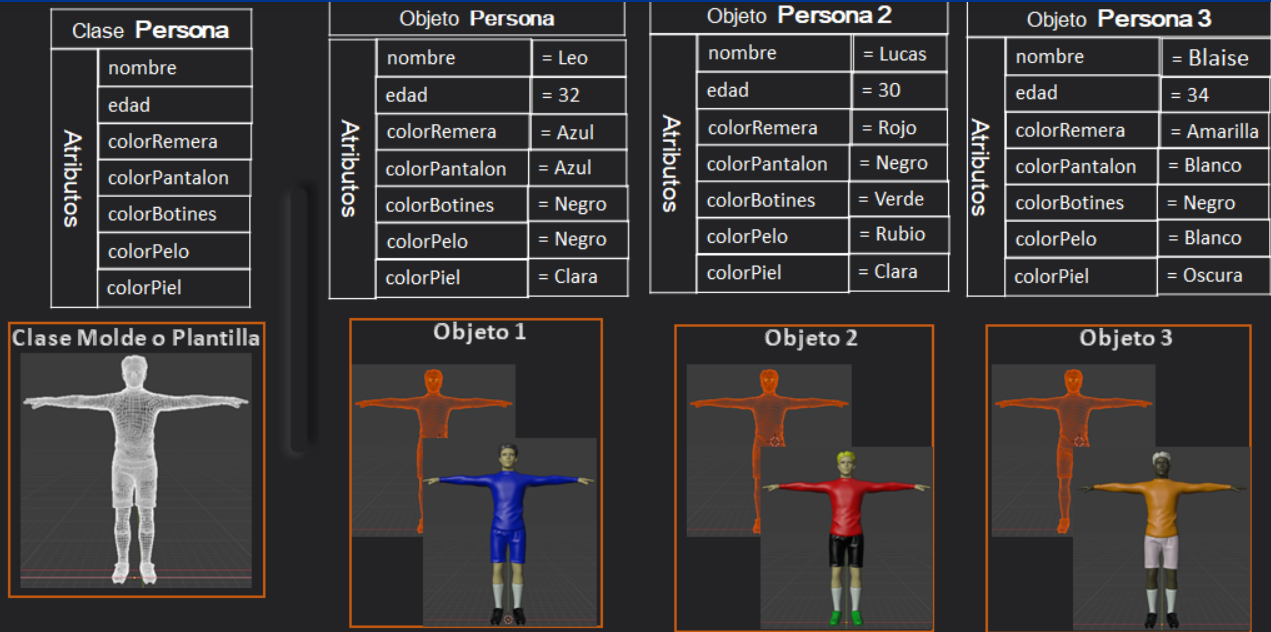 Clase Persona
Atributos
nombre
edad
colorRemera
colorPantalon
colorBotines
colorPelo
colorPiel
Objeto Persona
Atributos
nombre = Leo
edad = 32
colorRemera = Azul
colorPantalon = Azul
colorBotines = Negro
colorPelo = Negro
colorPiel = Clara
Objeto Persona 2
Atributos
nombre = Lucas
edad = 30
colorRemera = Rojo
colorPantalon = Negro
colorBotines = Verde
colorPelo = Rubio
colorPiel = Clara
Objeto Persona 3
Atributos
nombre = Blaise
edad = 34
colorRemera = Amarilla
colorPantalon = Blanco
colorBotines = Negro
colorPelo = Blanco
colorPiel = Oscura
Clase Molde o Plantilla
Objeto 1
Objeto 2
Objeto 3